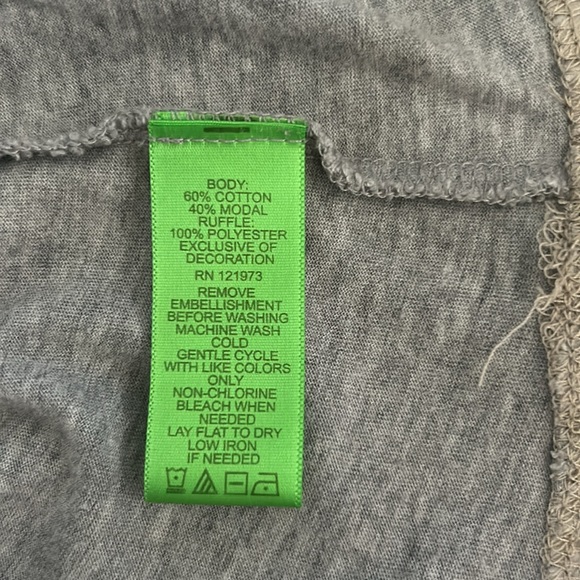 BODY:
60% COTTON
40% MODAL
RUFFLE:
100% POLYESTER
EXCLUSIVE OF
DECORATION
RN 121973
REMOVE
EMBELLISHMENT
BEFORE WASHING
MACHINE WASH
COLD
GENTLE CYCLE
WITH LIKE COLORS
ONLY
NON-CHLORINE
BLEACH WHEN
NEEDED
LAY FLAT TO DRY
LOW IRON
IF NEEDED